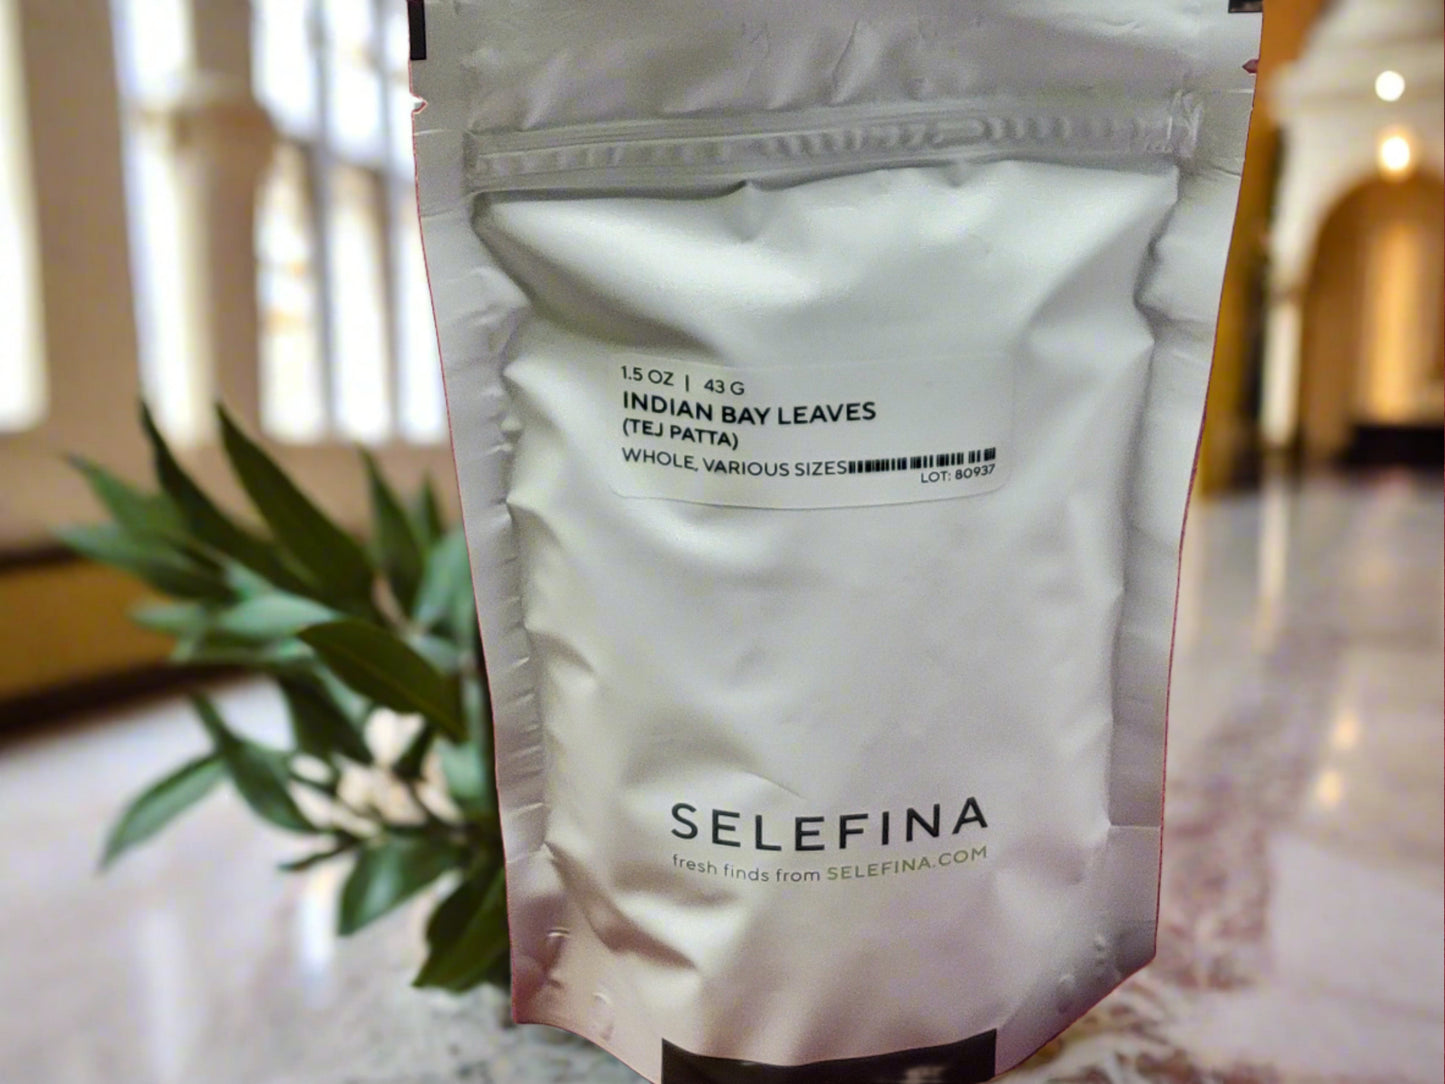 1.5 OZ | 43 G
INDIAN BAY LEAVES
(TEJ PATTA)
WHOLE, VARIOUS SIZES
LOT: 80937
SELEFINA
fresh finds from SELEFINA.COM